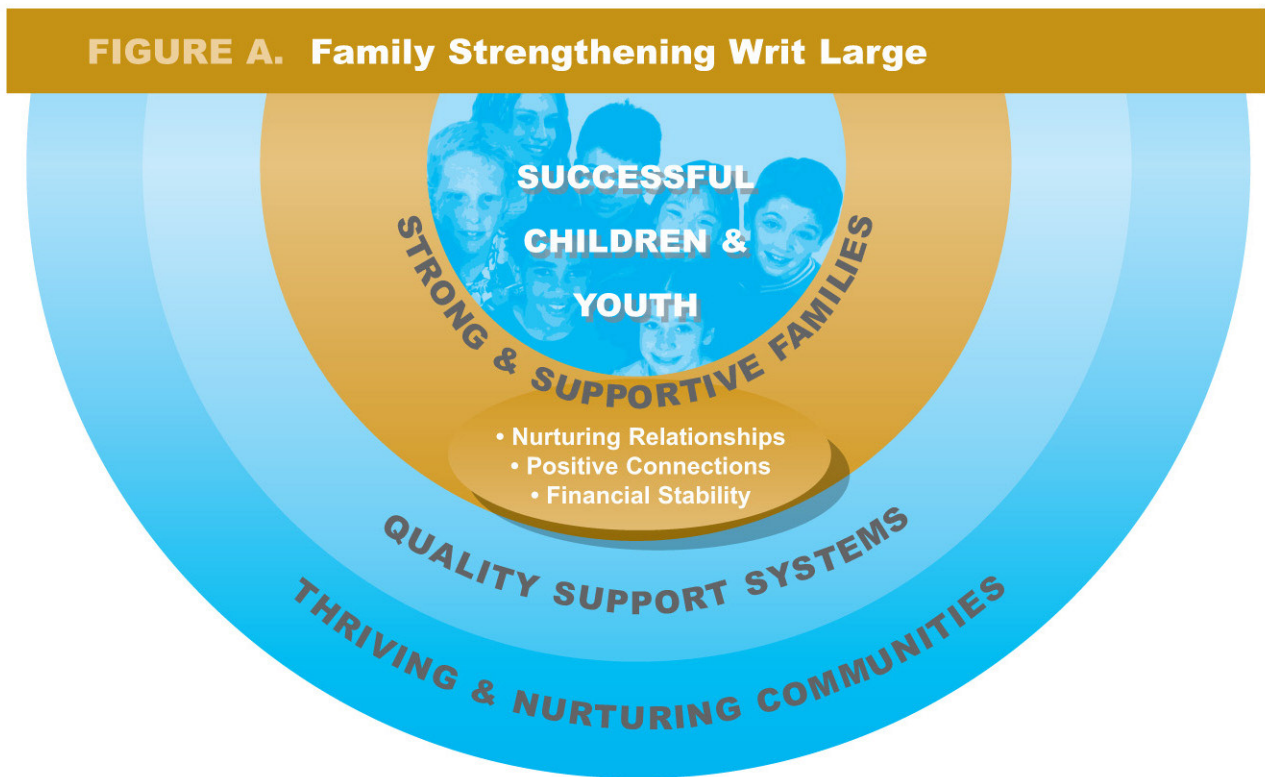 FIGURE A. Family Strengthening Writ Large
SUCCESSFUL
CHILDREN &
YOUTH
STRONG & SUPPORTIVE FAMILIES
• Nurturing Relationships
• Positive Connections
• Financial Stability
QUALITY SUPPORT SYSTEMS
THRIVING & NURTURING COMMUNITIES